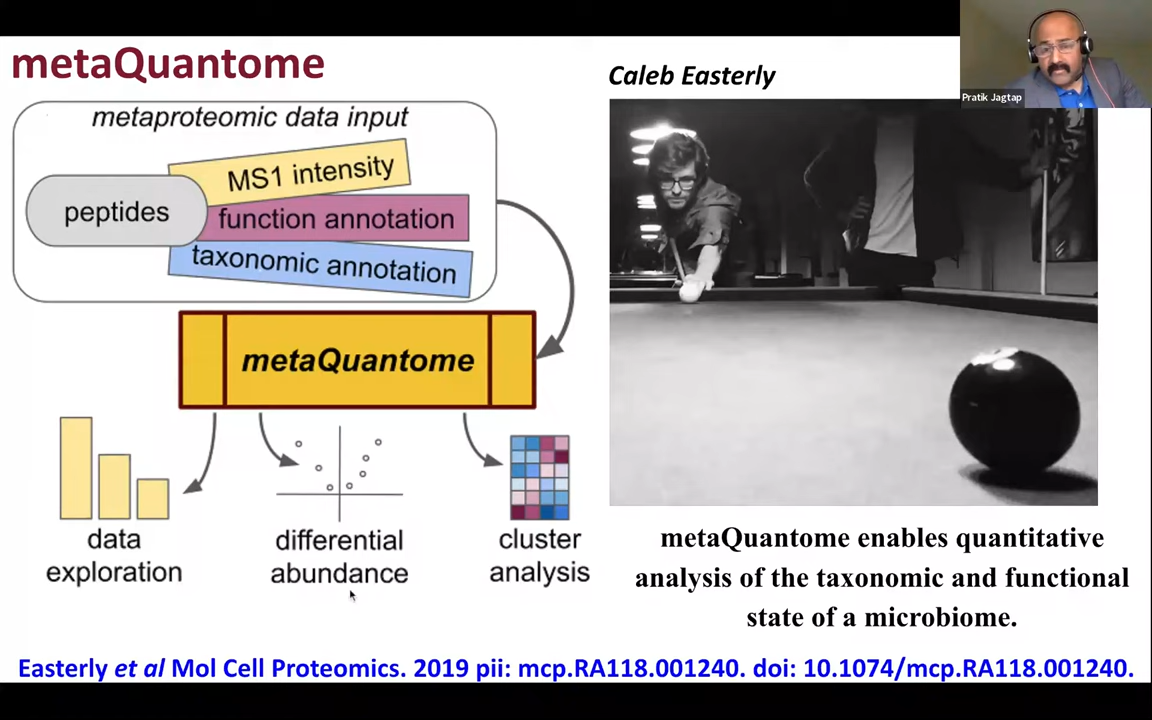 metaQuantome
Caleb Easterly
Pratik Jagtap
metaproteomic data input
MS1 intensity
peptides
function annotation
taxonomic annotation
metaQuantome
data
exploration
differential
abundance
cluster
analysis
metaQuantome enables quantitative
analysis of the taxonomic and functional
state of a microbiome.
Easterly et al Mol Cell Proteomics. 2019 pii: mcp.RA118.001240. doi: 10.1074/mcp.RA118.001240.